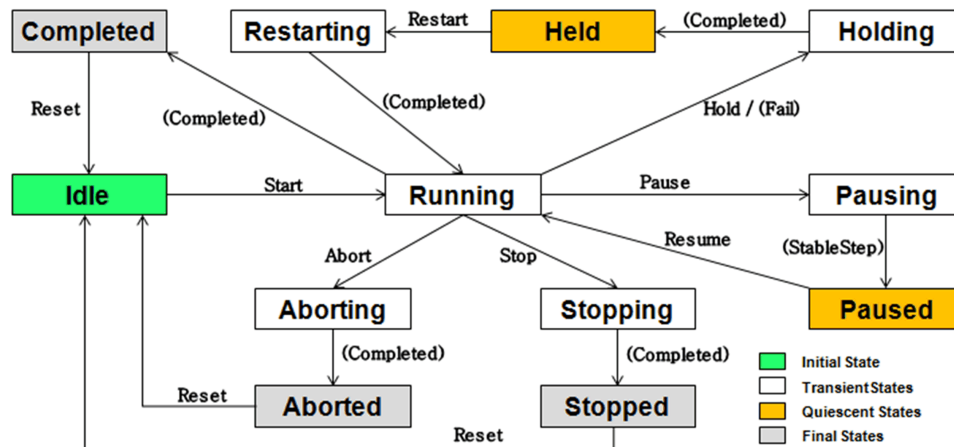 Completed
Restarting
Restart
Held
(Completed)
Holding
Reset
(Completed)
(Completed)
Hold / (Fail)
Idle
Start
Running
Pause
Pausing
Abort
Stop
Resume
(StableStep)
Aborting
Stopping
Paused
(Completed)
(Completed)
Reset
Aborted
Stopped
Reset
Initial State
Transient States
Quiescent States
Final States